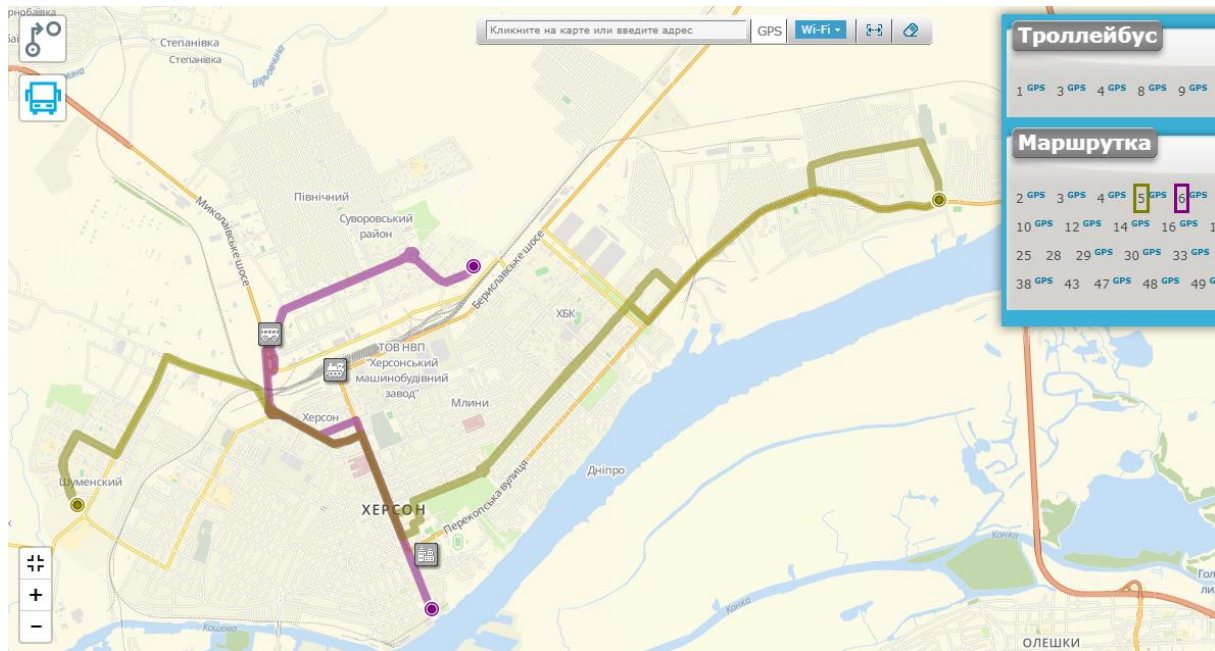 Кликните на карте или введите адрес GPS Wi-Fi
Троллейбус
1 GPS 3 GPS 4 GPS 8 GPS 9 GPS
Маршрутка
2 GPS 3 GPS 4 GPS 5 GPS 6 GPS
10 GPS 12 GPS 14 GPS 16 GPS 1
25 28 29 GPS 30 GPS 33 GPS
38 GPS 43 47 GPS 48 GPS 49 G
Степанівка
Степанівка
Північний
Миколаївське шосе
Суворовський
район
Бериславське шосе
ХБК
ТОВ НВП
"Херсонський
машинобудівний
завод"
Млини
Херсон
Шуменский
Дніпро
Перекопська вулиця
ХЕРСОН
Кошова
Конка
Конка
Гол
ли
ОЛЕШКИ
+
−